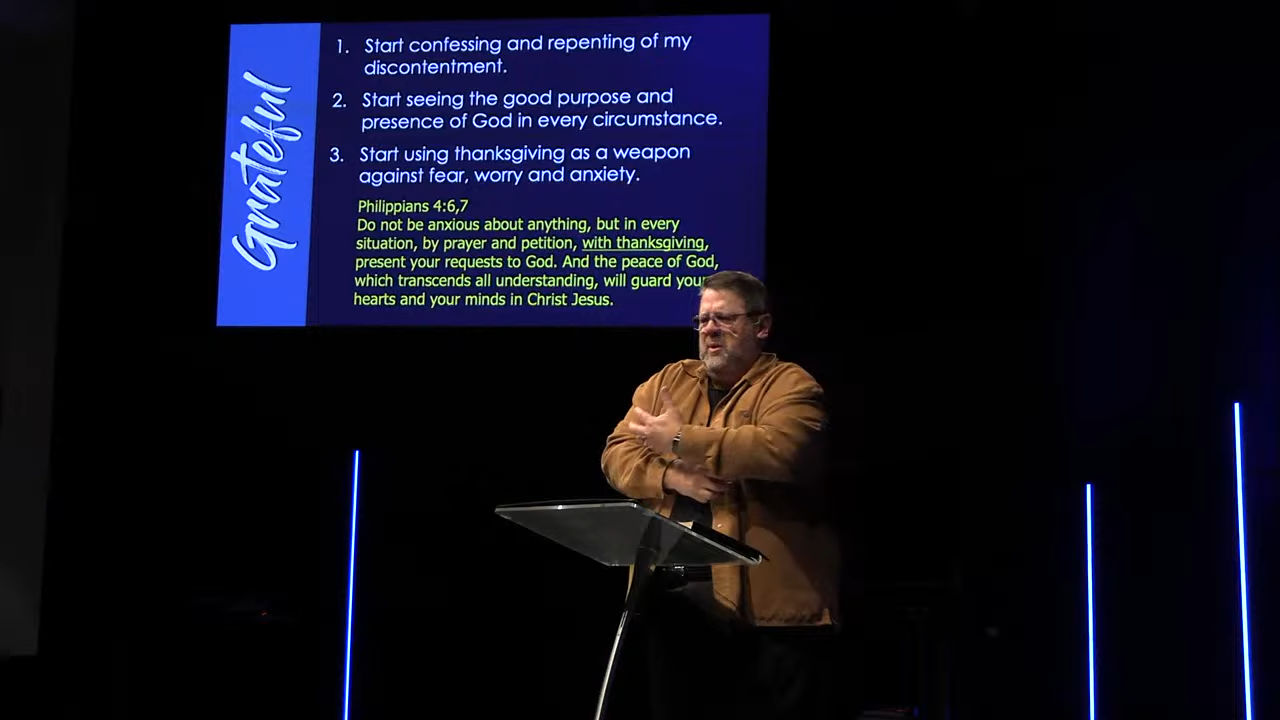 Grateful
1. Start confessing and repenting of my
discontentment.
2. Start seeing the good purpose and
presence of God in every circumstance.
3. Start using thanksgiving as a weapon
against fear, worry and anxiety.
Philippians 4:6,7
Do not be anxious about anything, but in every
situation, by prayer and petition, with thanksgiving,
present your requests to God. And the peace of God,
which transcends all understanding, will guard your
hearts and your minds in Christ Jesus.